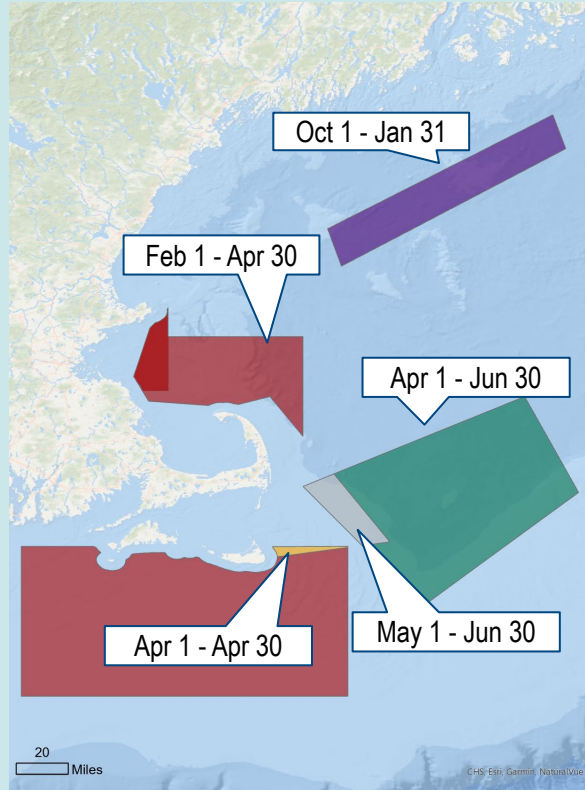 Oct 1 - Jan 31
Feb 1 - Apr 30
Apr 1 - Jun 30
Apr 1 - Apr 30
May 1 - Jun 30
20
Miles
CHS, Esri, Garmin, NaturalVue